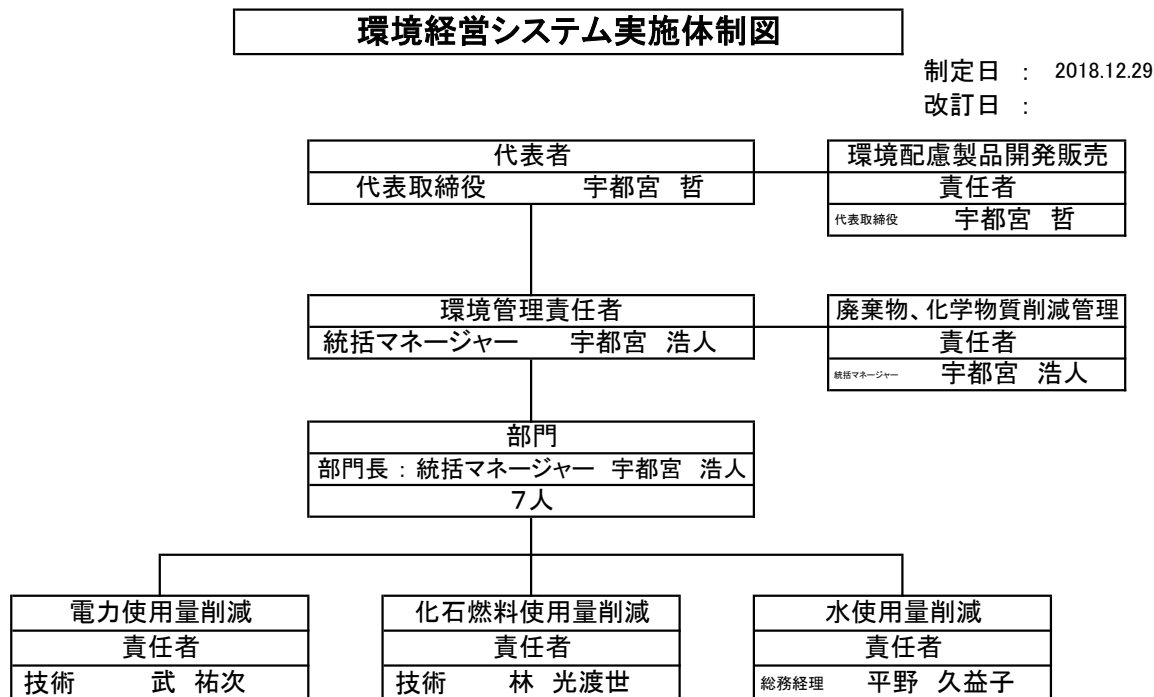 環境経営システム実施体制図
制定日 : 2018.12.29
改訂日 :
代表者
代表取締役 宇都宮 哲
環境配慮製品開発販売
責任者
代表取締役 宇都宮 哲
環境管理責任者
統括マネージャー 宇都宮 浩人
廃棄物、化学物質削減管理
責任者
統括マネージャー 宇都宮 浩人
部門
部門長:統括マネージャー 宇都宮 浩人
7人
電力使用量削減
責任者
技術 武 祐次
化石燃料使用量削減
責任者
技術 林 光渡世
水使用量削減
責任者
総務経理 平野 久益子